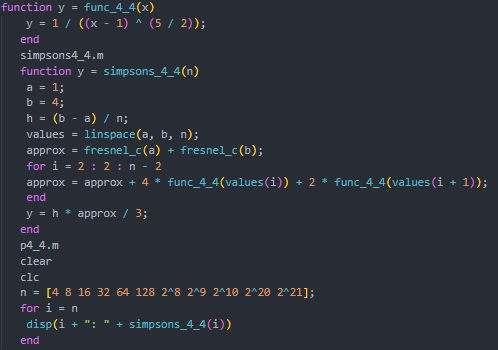 function y = func_4_4(x)
y = 1 / ((x - 1) ^ (5 / 2));
end
simpsons4_4.m
function y = simpsons_4_4(n)
a = 1;
b = 4;
h = (b - a) / n;
values = linspace(a, b, n);
approx = fresnel_c(a) + fresnel_c(b);
for i = 2 : 2 : n - 2
approx = approx + 4 * func_4_4(values(i)) + 2 * func_4_4(values(i + 1));
end
y = h * approx / 3;
end
p4_4.m
clear
clc
n = [4 8 16 32 64 128 2^8 2^9 2^10 2^20 2^21];
for i = n
disp(i + ": " + simpsons_4_4(i))
end